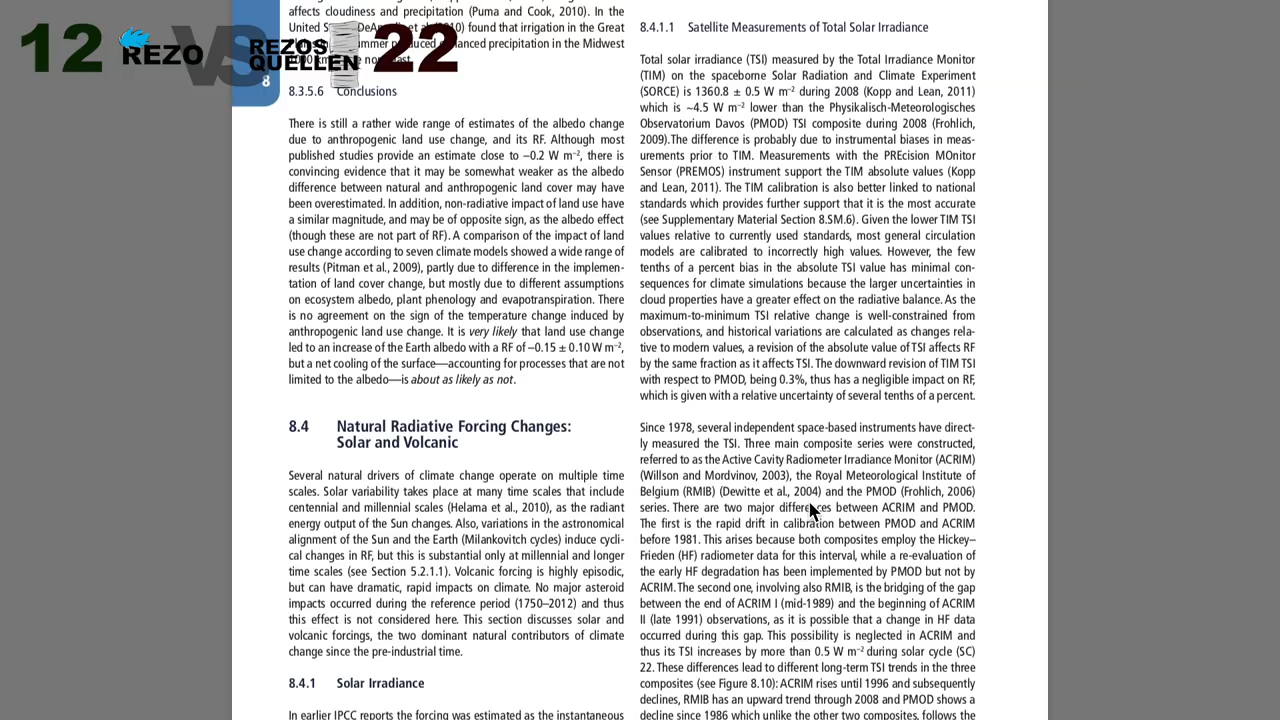 12 REZO VS REZOS QUELLEN 22
8
affects cloudiness and precipitation (Puma and Cook, 2010). In the
United S DeA et al. (2010) found that irrigation in the Great
summer produced enhanced precipitation in the Midwest
1000 km
8.3.5.6 Conclusions
There is still a rather wide range of estimates of the albedo change
due to anthropogenic land use change, and its RF. Although most
published studies provide an estimate close to –0.2 W m–2, there is
convincing evidence that it may be somewhat weaker as the albedo
difference between natural and anthropogenic land cover may have
been overestimated. In addition, non-radiative impact of land use have
a similar magnitude, and may be of opposite sign, as the albedo effect
(though these are not part of RF). A comparison of the impact of land
use change according to seven climate models showed a wide range of
results (Pitman et al., 2009), partly due to difference in the implemen-
tation of land cover change, but mostly due to different assumptions
on ecosystem albedo, plant phenology and evapotranspiration. There
is no agreement on the sign of the temperature change induced by
anthropogenic land use change. It is very likely that land use change
led to an increase of the Earth albedo with a RF of –0.15 ± 0.10 W m–2,
but a net cooling of the surface—accounting for processes that are not
limited to the albedo—is about as likely as not.
8.4 Natural Radiative Forcing Changes:
Solar and Volcanic
Several natural drivers of climate change operate on multiple time
scales. Solar variability takes place at many time scales that include
centennial and millennial scales (Helama et al., 2010), as the radiant
energy output of the Sun changes. Also, variations in the astronomical
alignment of the Sun and the Earth (Milankovitch cycles) induce cycli-
cal changes in RF, but this is substantial only at millennial and longer
time scales (see Section 5.2.1.1). Volcanic forcing is highly episodic,
but can have dramatic, rapid impacts on climate. No major asteroid
impacts occurred during the reference period (1750–2012) and thus
this effect is not considered here. This section discusses solar and
volcanic forcings, the two dominant natural contributors of climate
change since the pre-industrial time.
8.4.1 Solar Irradiance
In earlier IPCC reports the forcing was estimated as the instantaneous
8.4.1.1 Satellite Measurements of Total Solar Irradiance
Total solar irradiance (TSI) measured by the Total Irradiance Monitor
(TIM) on the spaceborne Solar Radiation and Climate Experiment
(SORCE) is 1360.8 ± 0.5 W m–2 during 2008 (Kopp and Lean, 2011)
which is ~4.5 W m–2 lower than the Physikalisch-Meteorologisches
Observatorium Davos (PMOD) TSI composite during 2008 (Frohlich,
2009).The difference is probably due to instrumental biases in meas-
urements prior to TIM. Measurements with the PREcision MOnitor
Sensor (PREMOS) instrument support the TIM absolute values (Kopp
and Lean, 2011). The TIM calibration is also better linked to national
standards which provides further support that it is the most accurate
(see Supplementary Material Section 8.SM.6). Given the lower TIM TSI
values relative to currently used standards, most general circulation
models are calibrated to incorrectly high values. However, the few
tenths of a percent bias in the absolute TSI value has minimal con-
sequences for climate simulations because the larger uncertainties in
cloud properties have a greater effect on the radiative balance. As the
maximum-to-minimum TSI relative change is well-constrained from
observations, and historical variations are calculated as changes rela-
tive to modern values, a revision of the absolute value of TSI affects RF
by the same fraction as it affects TSI. The downward revision of TIM TSI
with respect to PMOD, being 0.3%, thus has a negligible impact on RF,
which is given with a relative uncertainty of several tenths of a percent.
Since 1978, several independent space-based instruments have direct-
ly measured the TSI. Three main composite series were constructed,
referred to as the Active Cavity Radiometer Irradiance Monitor (ACRIM)
(Willson and Mordvinov, 2003), the Royal Meteorological Institute of
Belgium (RMIB) (Dewitte et al., 2004) and the PMOD (Frohlich, 2006)
series. There are two major differences between ACRIM and PMOD.
The first is the rapid drift in calibration between PMOD and ACRIM
before 1981. This arises because both composites employ the Hickey–
Frieden (HF) radiometer data for this interval, while a re-evaluation of
the early HF degradation has been implemented by PMOD but not by
ACRIM. The second one, involving also RMIB, is the bridging of the gap
between the end of ACRIM I (mid-1989) and the beginning of ACRIM
II (late 1991) observations, as it is possible that a change in HF data
occurred during this gap. This possibility is neglected in ACRIM and
thus its TSI increases by more than 0.5 W m–2 during solar cycle (SC)
22. These differences lead to different long-term TSI trends in the three
composites (see Figure 8.10): ACRIM rises until 1996 and subsequently
declines, RMIB has an upward trend through 2008 and PMOD shows a
decline since 1986 which unlike the other two composites, follows the